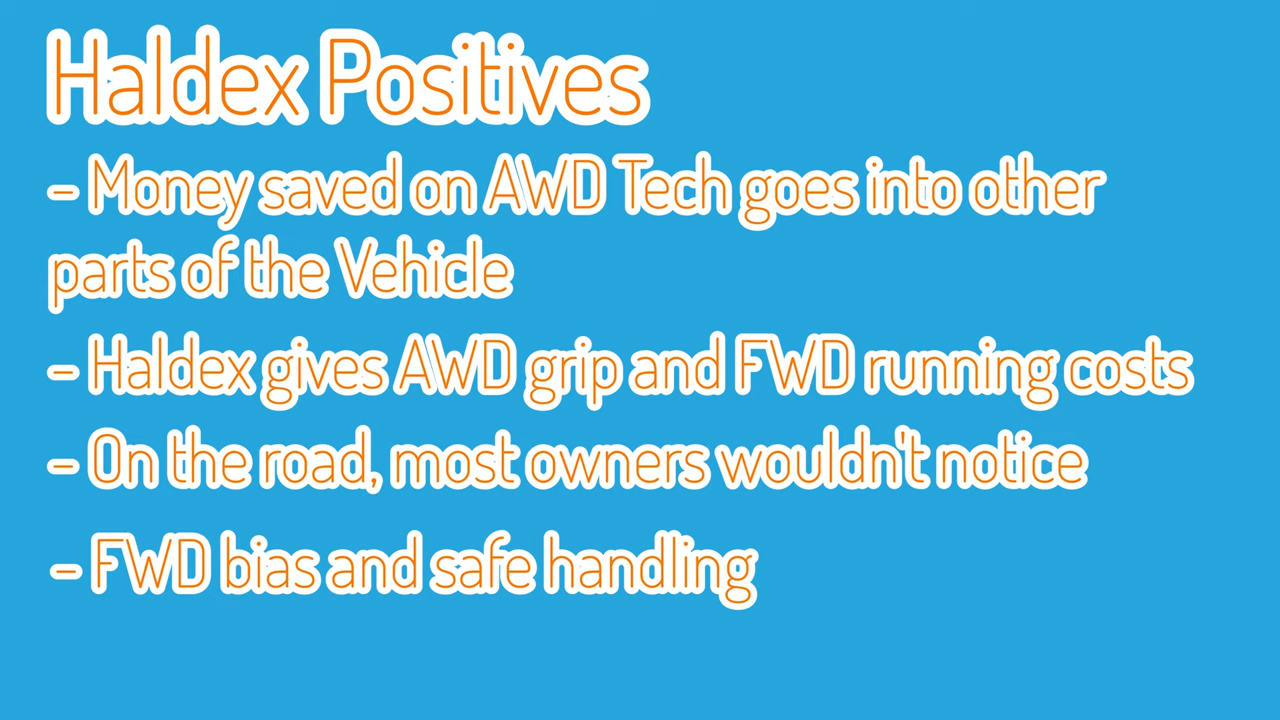 Haldex Positives
- Money saved on AWD Tech goes into other
parts of the Vehicle
- Haldex gives AWD grip and FWD running costs
- On the road, most owners wouldn't notice
- FWD bias and safe handling